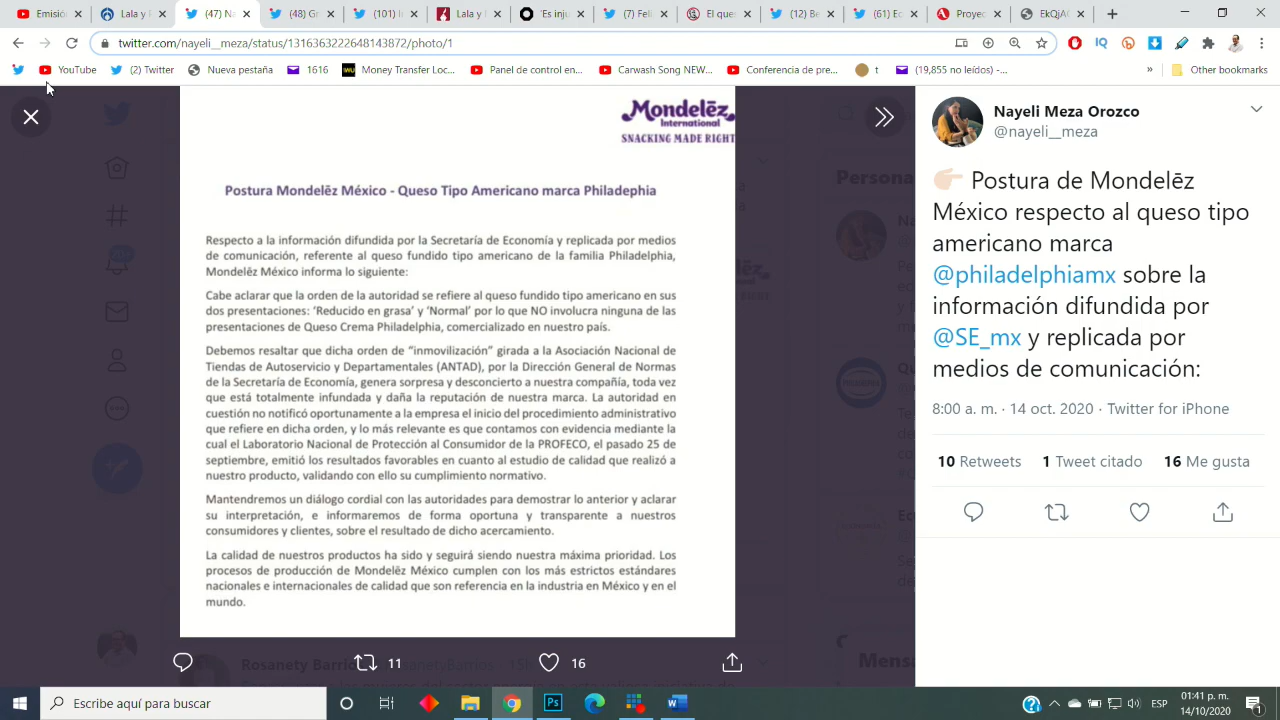 (47) N
(101)
Es inj
Felix
El que
(12) Be
EkQAC
Nayeli
twitter.com/nayeli__meza/status/1316363222648143872/photo/1
YouTube
(2) Twitter
Nueva pestaña
1616
Money Transfer Loc...
Panel de control en...
Carwash Song NEW...
Conferencia de pre...
t
(19,855 no leídos) -...
»
Other bookmarks
Mondelēz
International
SNACKING MADE RIGHT
Postura Mondelēz México - Queso Tipo Americano marca Philadephia
Respecto a la información difundida por la Secretaría de Economía y replicada por medios
de comunicación, referente al queso fundido tipo americano de la familia Philadelphia,
Mondelēz México informa lo siguiente:
Cabe aclarar que la orden de la autoridad se refiere al queso fundido tipo americano en sus
dos presentaciones: ‘Reducido en grasa’ y ‘Normal’ por lo que NO involucra ninguna de las
presentaciones de Queso Crema Philadelphia, comercializado en nuestro país.
Debemos resaltar que dicha orden de “inmovilización” girada a la Asociación Nacional de
Tiendas de Autoservicio y Departamentales (ANTAD), por la Dirección General de Normas
de la Secretaría de Economía, genera sorpresa y desconcierto a nuestra compañía, toda vez
que está totalmente infundada y daña la reputación de nuestra marca. La autoridad en
cuestión no notificó oportunamente a la empresa el inicio del procedimiento administrativo
que refiere en dicha orden, y lo más relevante es que contamos con evidencia mediante la
cual el Laboratorio Nacional de Protección al Consumidor de la PROFECO, el pasado 25 de
septiembre, emitió los resultados favorables en cuanto al estudio de calidad que realizó a
nuestro producto, validando con ello su cumplimiento normativo.
Mantendremos un diálogo cordial con las autoridades para demostrar lo anterior y aclarar
su interpretación, e informaremos de forma oportuna y transparente a nuestros
consumidores y clientes, sobre el resultado de dicho acercamiento.
La calidad de nuestros productos ha sido y seguirá siendo nuestra máxima prioridad. Los
procesos de producción de Mondelēz México cumplen con los más estrictos estándares
nacionales e internacionales de calidad que son referencia en la industria en México y en el
mundo.
11
16
Rosanety Barrios
Nayeli Meza Orozco
@nayeli__meza
👉🏻 Postura de Mondelēz
México respecto al queso tipo
americano marca
@philadelphiamx sobre la
información difundida por
@SE_mx y replicada por
medios de comunicación:
8:00 a. m. · 14 oct. 2020 · Twitter for iPhone
10 Retweets 1 Tweet citado 16 Me gusta
Escribe aquí para buscar
ESP
01:41 p. m.
14/10/2020
1